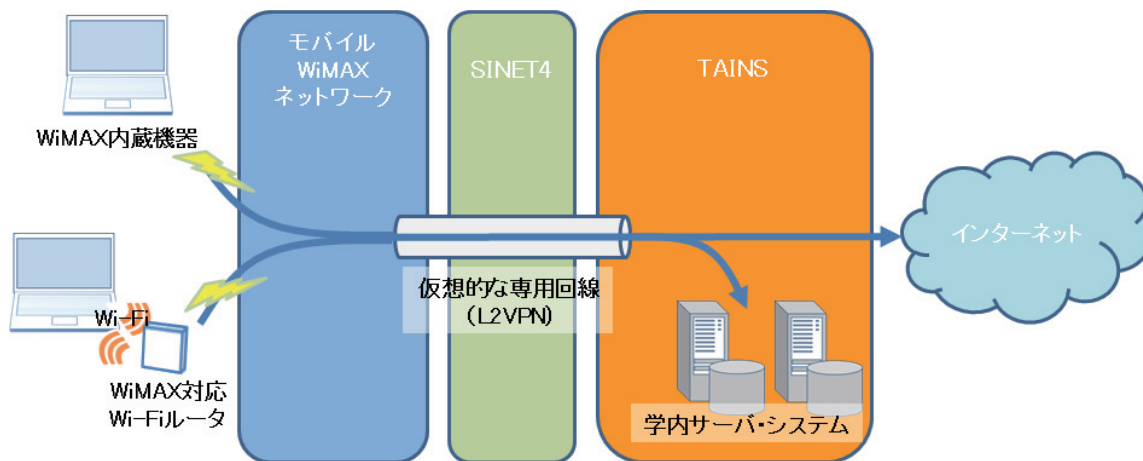 モバイル
WiMAX
ネットワーク
SINET4
TAINS
WiMAX内蔵機器
インターネット
仮想的な専用回線
(L2VPN)
Wi-Fi
WiMAX対応
Wi-Fiルータ
学内サーバ・システム